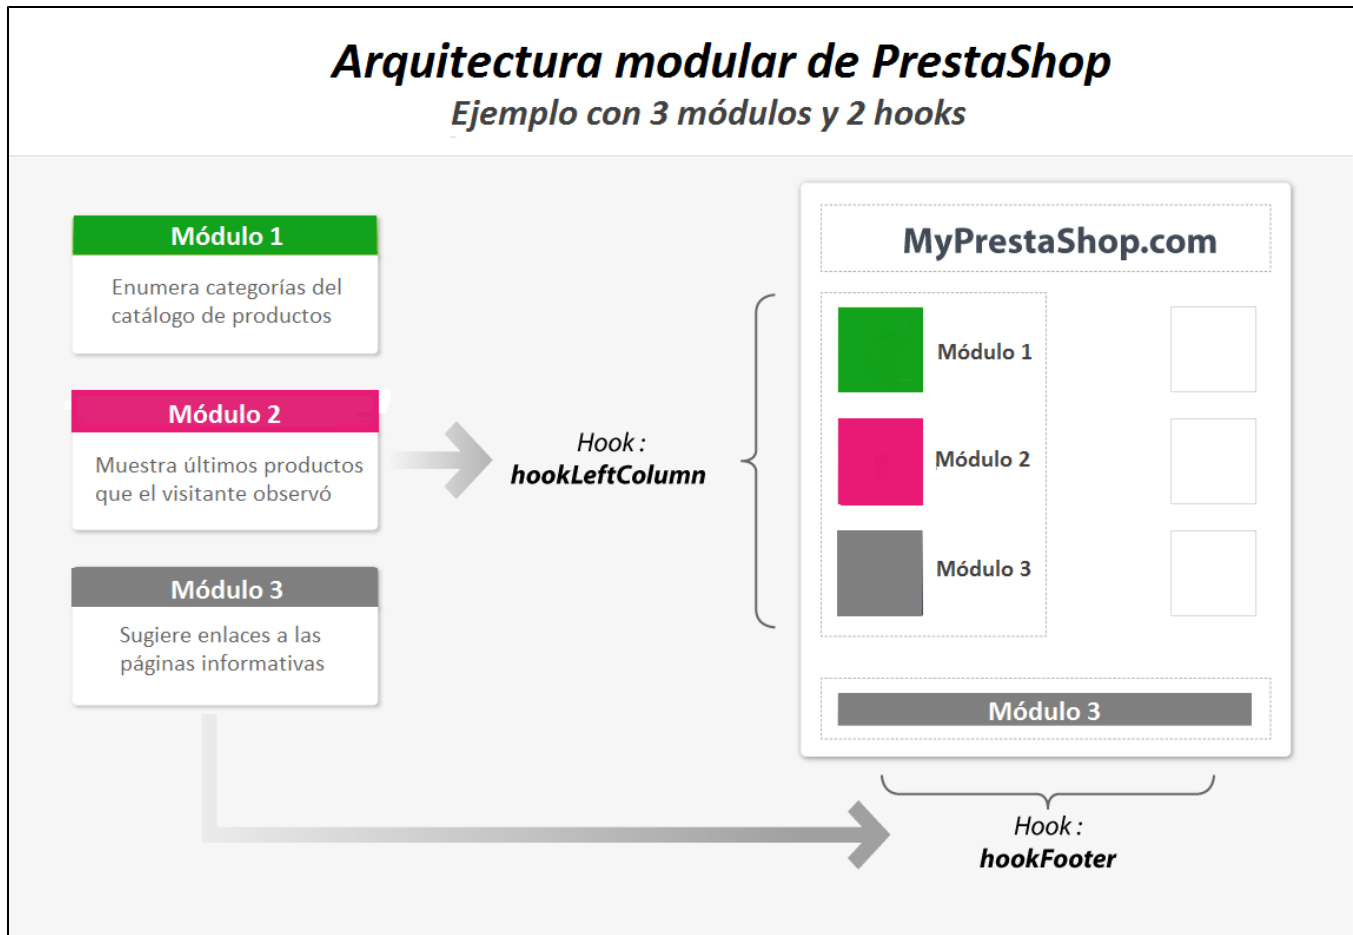 Arquitectura modular de PrestaShop
Ejemplo con 3 módulos y 2 hooks
Módulo 1
Enumera categorías del
catálogo de productos
Módulo 2
Muestra últimos productos
que el visitante observó
Módulo 3
Sugiere enlaces a las
páginas informativas
Hook :
hookLeftColumn
MyPrestaShop.com
Módulo 1
Módulo 2
Módulo 3
Módulo 3
Hook :
hookFooter